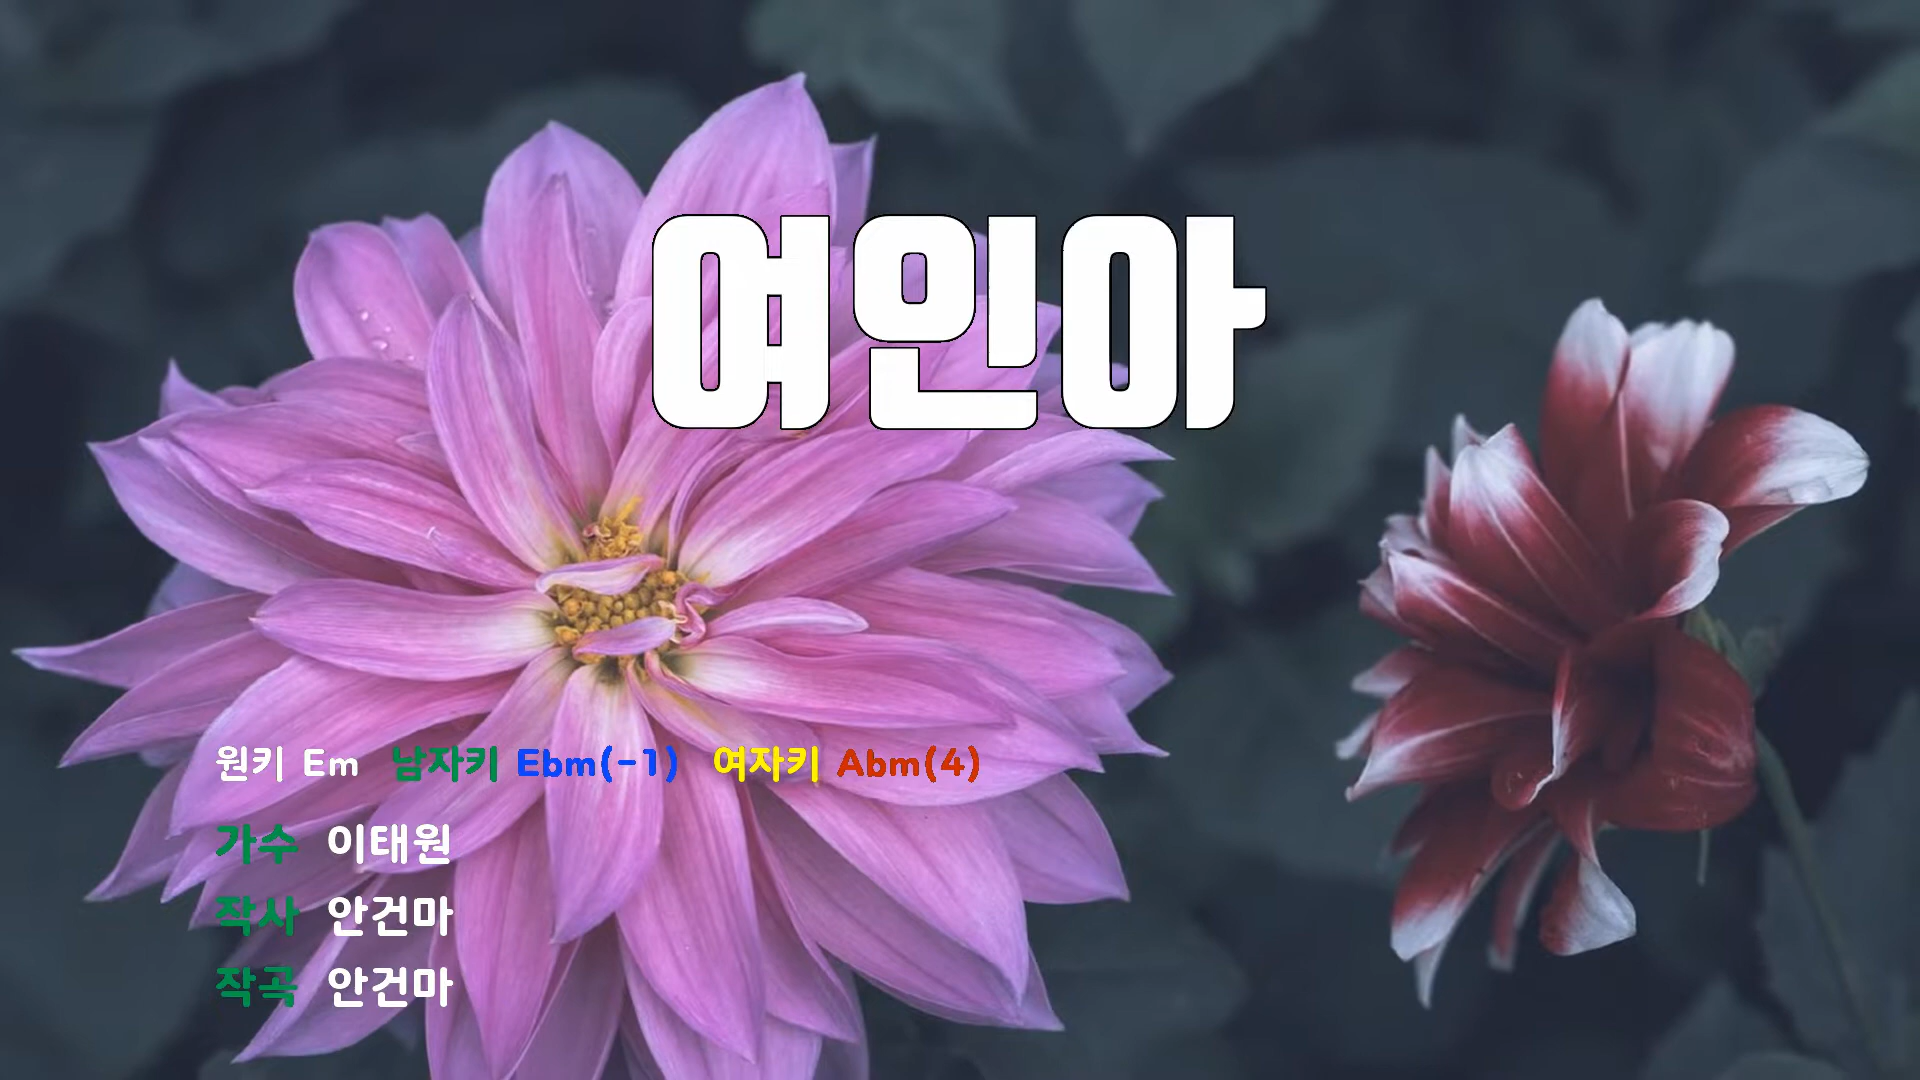 여인아
원키 Em 남자키 Ebm(-1) 여자키 Abm(4)
가수 이태원
작사 안건마
작곡 안건마